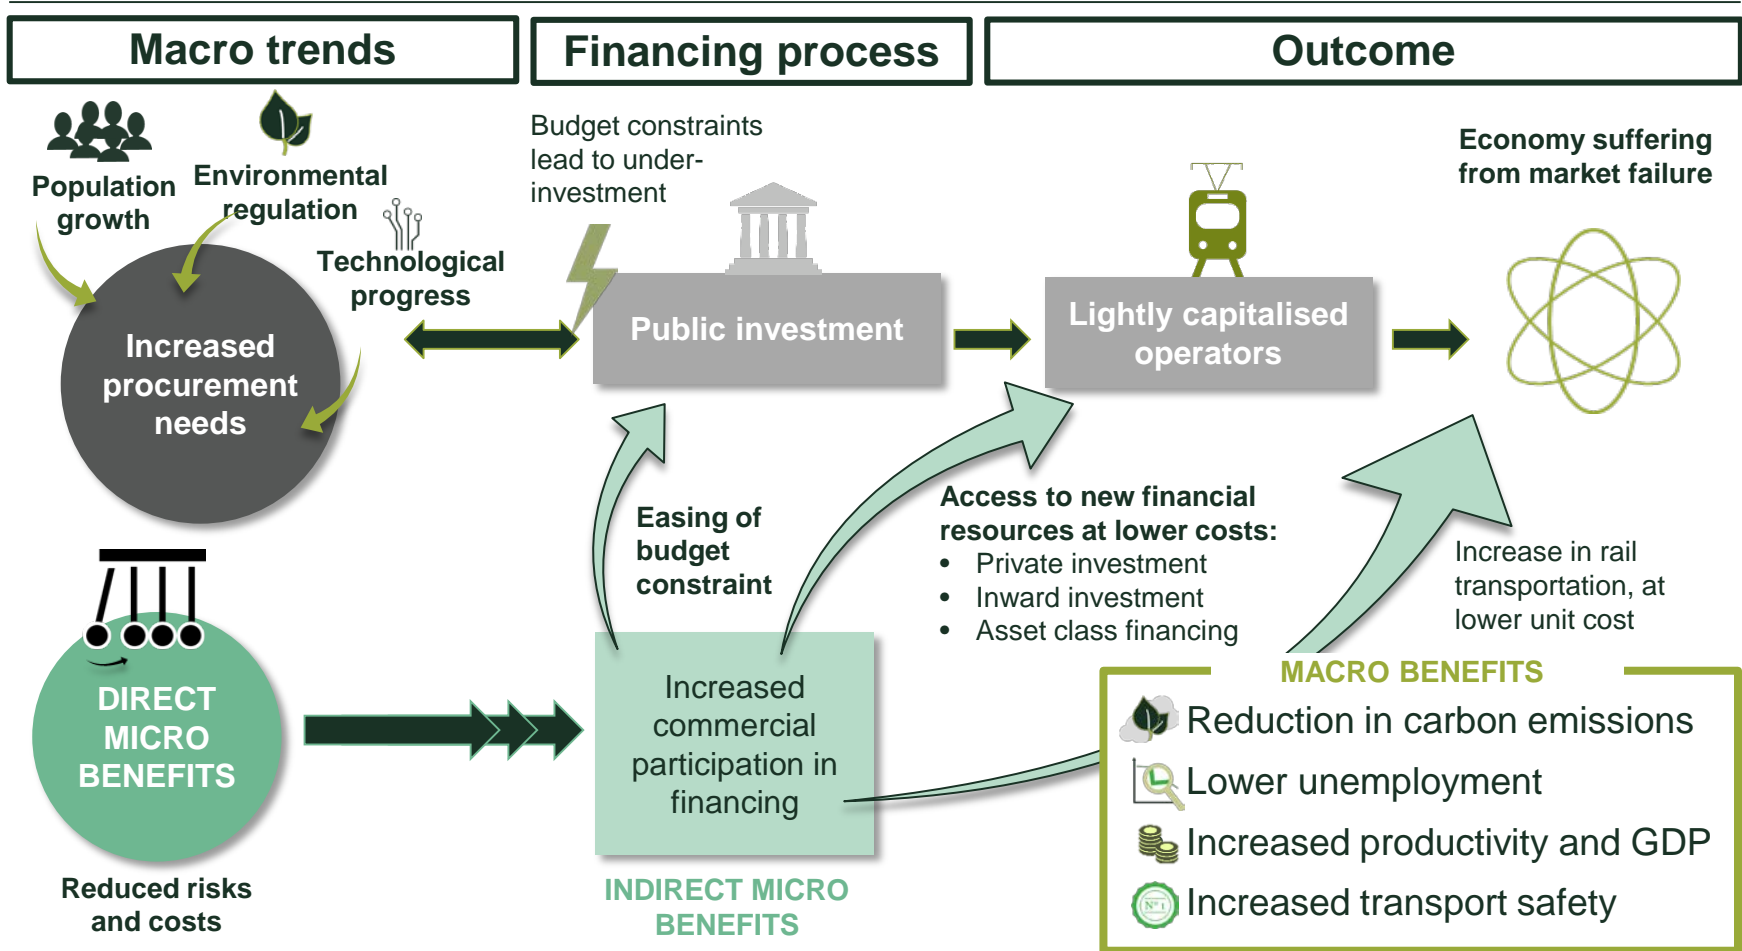 Macro trends
Financing process
Outcome
Population
growth
Environmental
regulation
Technological
progress
Increased
procurement
needs
Budget constraints
lead to under-
investment
Public investment
Lightly capitalised
operators
Economy suffering
from market failure
Easing of
budget
constraint
Access to new financial
resources at lower costs:
• Private investment
• Inward investment
• Asset class financing
Increase in rail
transportation, at
lower unit cost
DIRECT
MICRO
BENEFITS
Reduced risks
and costs
Increased
commercial
participation in
financing
INDIRECT MICRO
BENEFITS
MACRO BENEFITS
Reduction in carbon emissions
Lower unemployment
Increased productivity and GDP
Nº 1
Increased transport safety